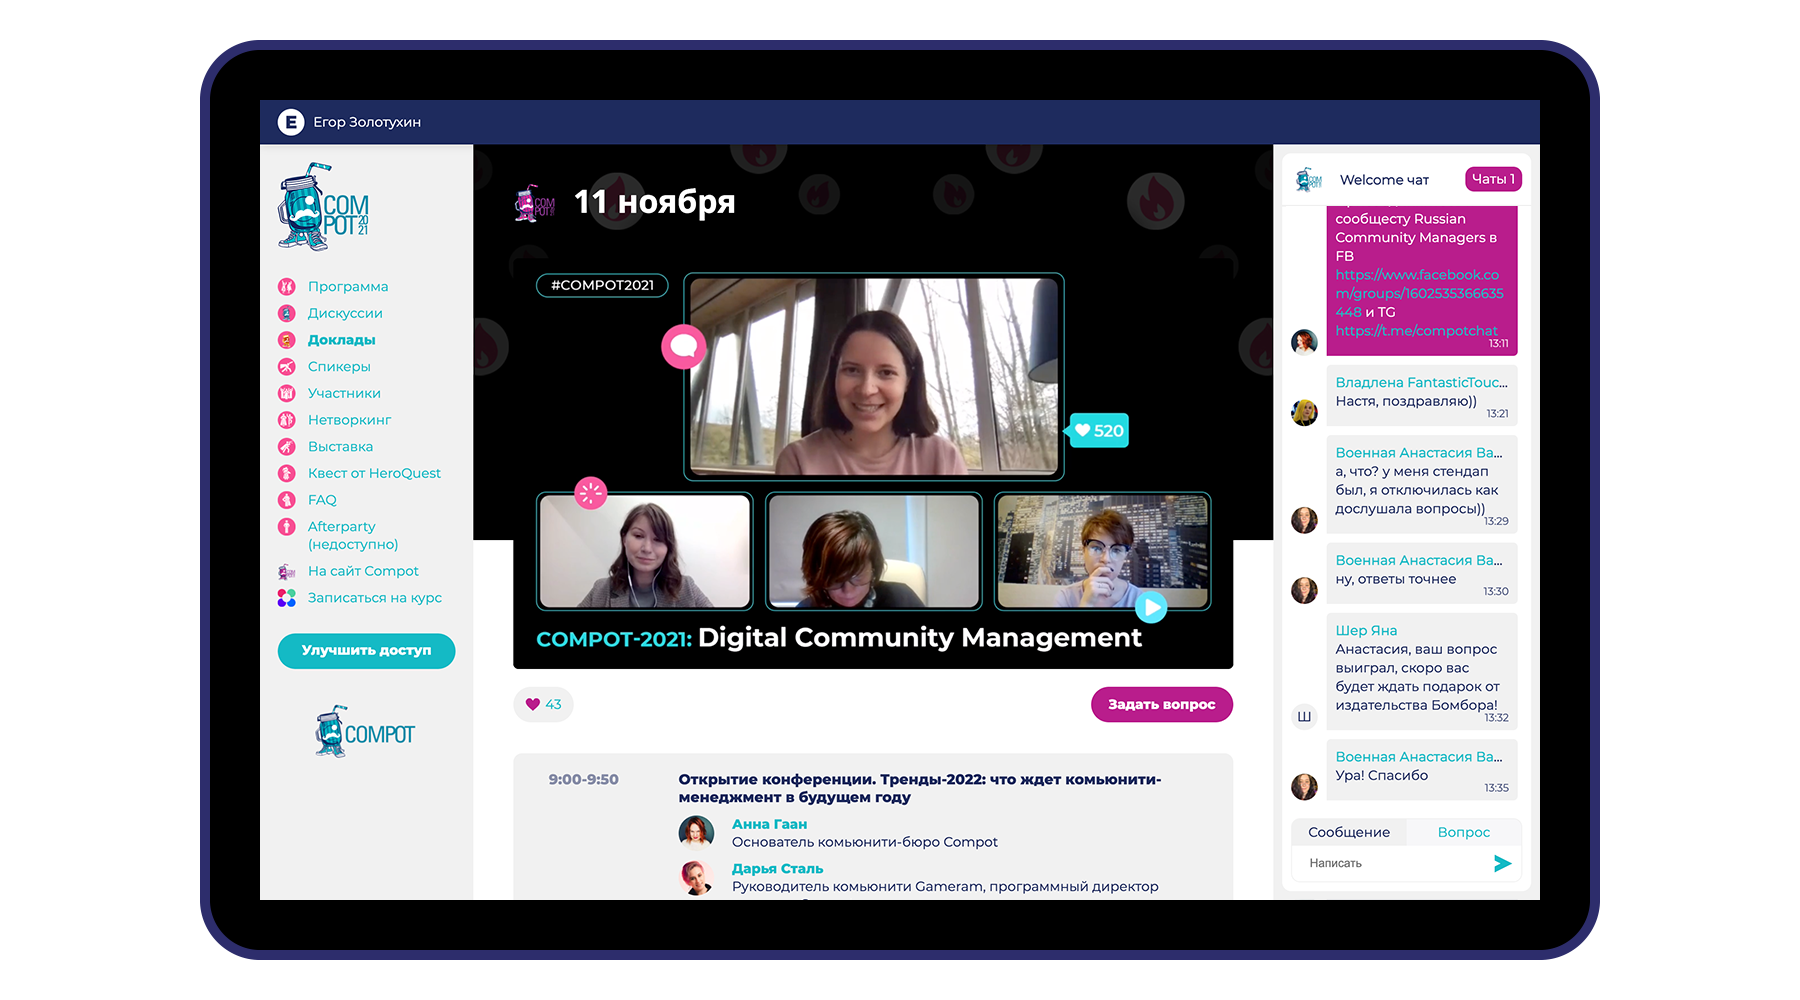 E Егор Золотухин
COM
POT
20
21
Программа
Дискуссии
Доклады
Спикеры
Участники
Нетворкинг
Выставка
Квест от HeroQuest
FAQ
Afterparty
(недоступно)
На сайт Compot
Записаться на курс
Улучшить доступ
COMPOT
11 ноября
#COMPOT2021
520
COMPOT-2021: Digital Community Management
43
Задать вопрос
9:00-9:50
Открытие конференции. Тренды-2022: что ждет комьюнити-
менеджмент в будущем году
Анна Гаан
Основатель комьюнити-бюро Compot
Дарья Сталь
Руководитель комьюнити Gameram, программный директор
Welcome чат
Чаты 1
сообщесту Russian
Community Managers в
FB
https://www.facebook.co
m/groups/1602535366635
448 и TG
https://t.me/compotchat
13:11
Владлена FantasticTouc...
Настя, поздравляю))
13:21
Военная Анастасия Ва...
а, что? у меня стендап
был, я отключилась как
дослушала вопросы))
13:29
Военная Анастасия Ва...
ну, ответы точнее
13:30
Шер Яна
Анастасия, ваш вопрос
выиграл, скоро вас
будет ждать подарок от
издательства Бомбора!
13:32
Ш
Военная Анастасия Ва...
Ура! Спасибо
13:35
Сообщение
Вопрос
Написать